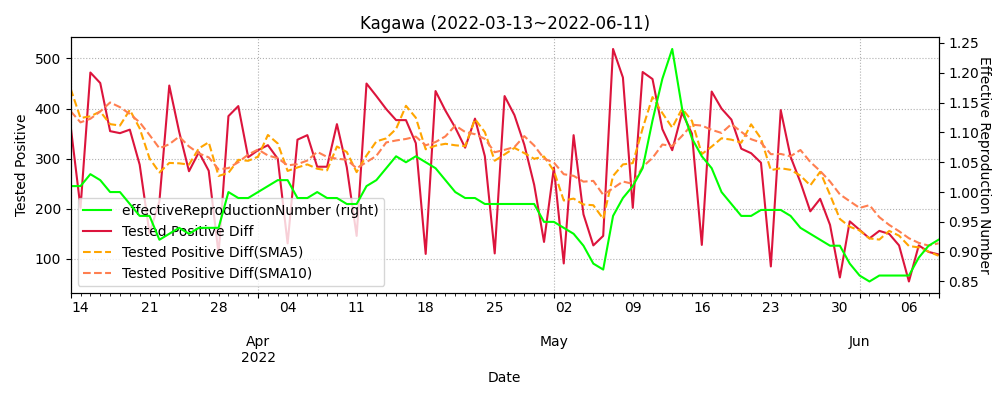 Kagawa (2022-03-13~2022-06-11)
Tested Positive
500
400
300
200
100
1.25
1.20
1.15
1.10
1.05
1.00
0.95
0.90
0.85
Effective Reproduction Number
effectiveReproductionNumber (right)
Tested Positive Diff
Tested Positive Diff(SMA5)
Tested Positive Diff(SMA10)
14 21 28 04 11 18 25 02 09 16 23 30 06
Apr May Jun
2022
Date